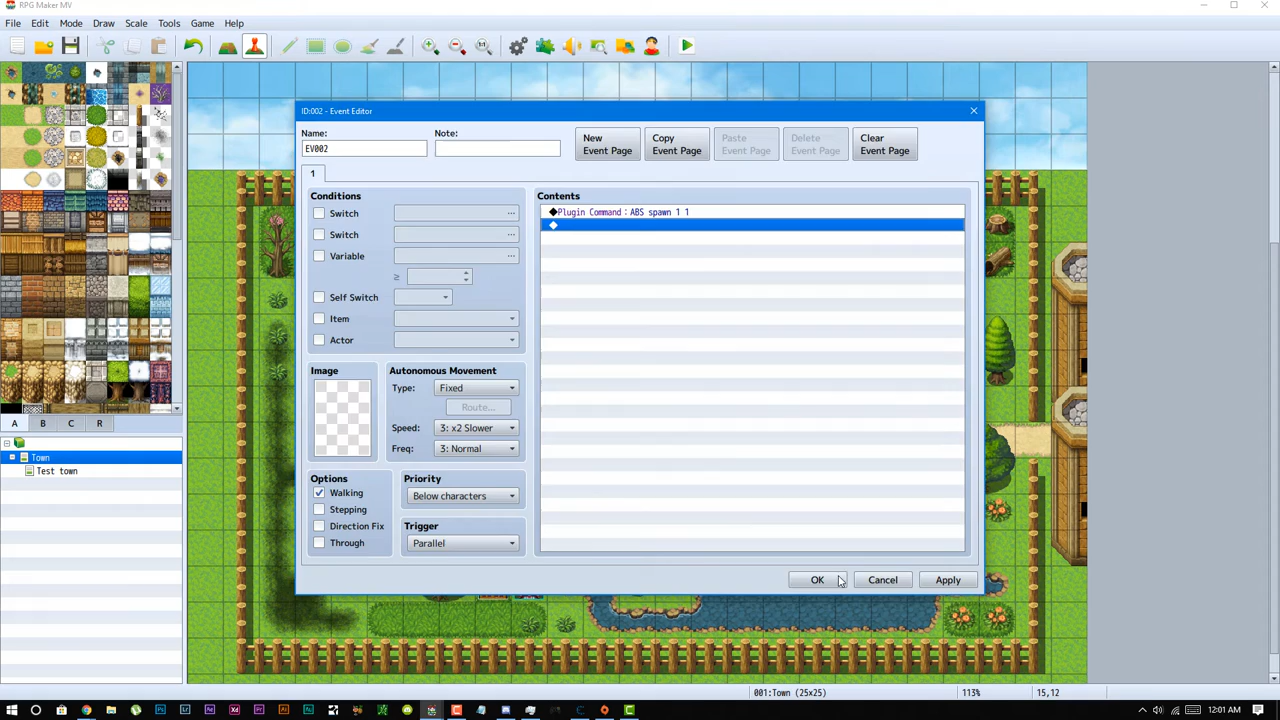 RPG Maker MV
File Edit Mode Draw Scale Tools Game Help
1:1
ID:002 - Event Editor
Name:
Note:
EV002
New
Event Page
Copy
Event Page
Paste
Event Page
Delete
Event Page
Clear
Event Page
1
Conditions
Switch ...
Switch ...
Variable ...
≥
Self Switch
Item
Actor
Image
Autonomous Movement
Type: Fixed
Route...
Speed: 3: x2 Slower
Freq: 3: Normal
Options
Walking
Stepping
Direction Fix
Through
Priority
Below characters
Trigger
Parallel
Contents
◆Plugin Command：ABS spawn 1 1
◆
OK Cancel Apply
A B C R
Town
Test town
001:Town (25x25) 113% 15,12
12:01 AM